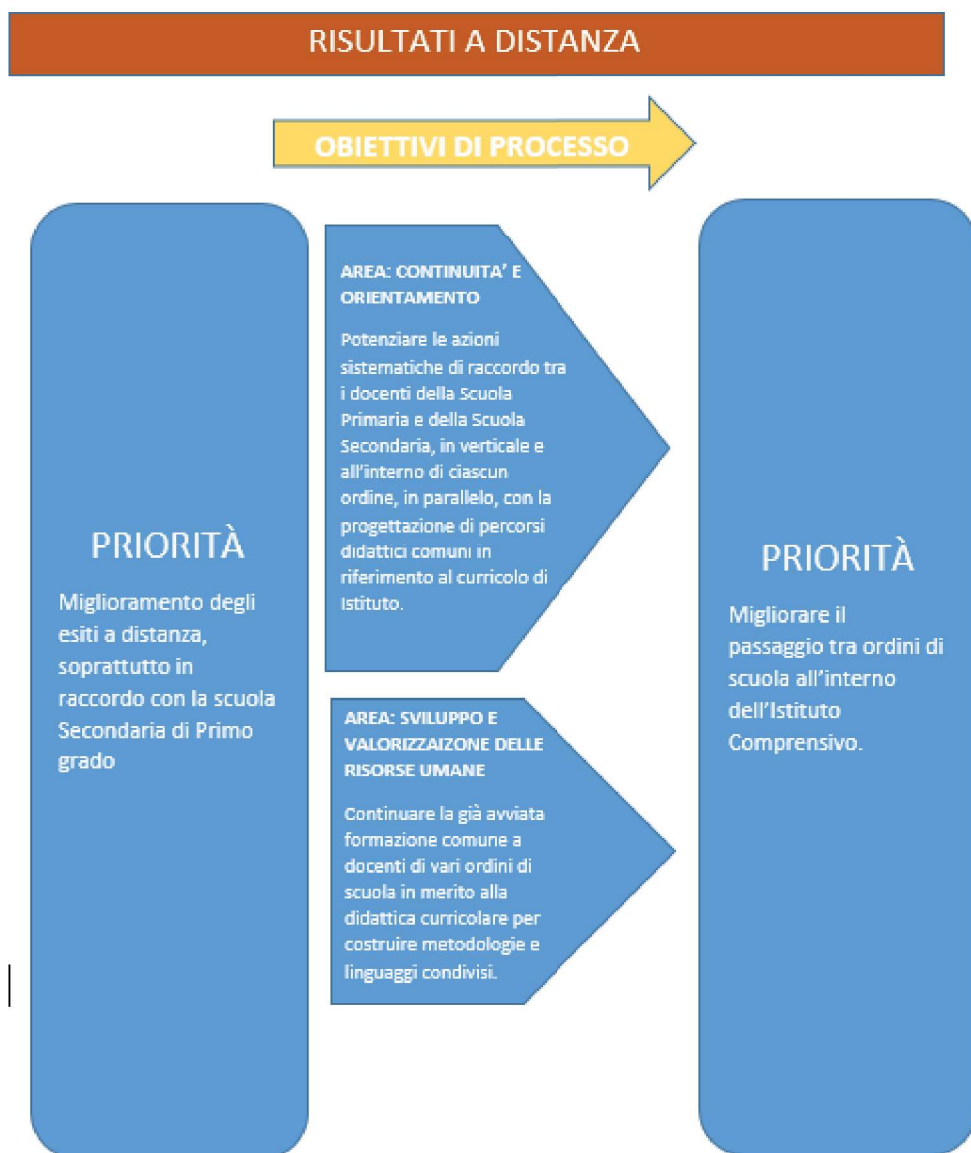 RISULTATI A DISTANZA
OBIETTIVI DI PROCESSO
PRIORITÀ
Miglioramento degli
esiti a distanza,
soprattutto in
raccordo con la scuola
Secondaria di Primo
grado
AREA: CONTINUITA’ E
ORIENTAMENTO
Potenziare le azioni
sistematiche di raccordo tra
i docenti della Scuola
Primaria e della Scuola
Secondaria, in verticale e
all’interno di ciascun
ordine, in parallelo, con la
progettazione di percorsi
didattici comuni in
riferimento al curricolo di
Istituto.
AREA: SVILUPPO E
VALORIZZAIZONE DELLE
RISORSE UMANE
Continuare la già avviata
formazione comune a
docenti di vari ordini di
scuola in merito alla
didattica curricolare per
costruire metodologie e
linguaggi condivisi.
PRIORITÀ
Migliorare il
passaggio tra ordini di
scuola all’interno
dell’Istituto
Comprensivo.